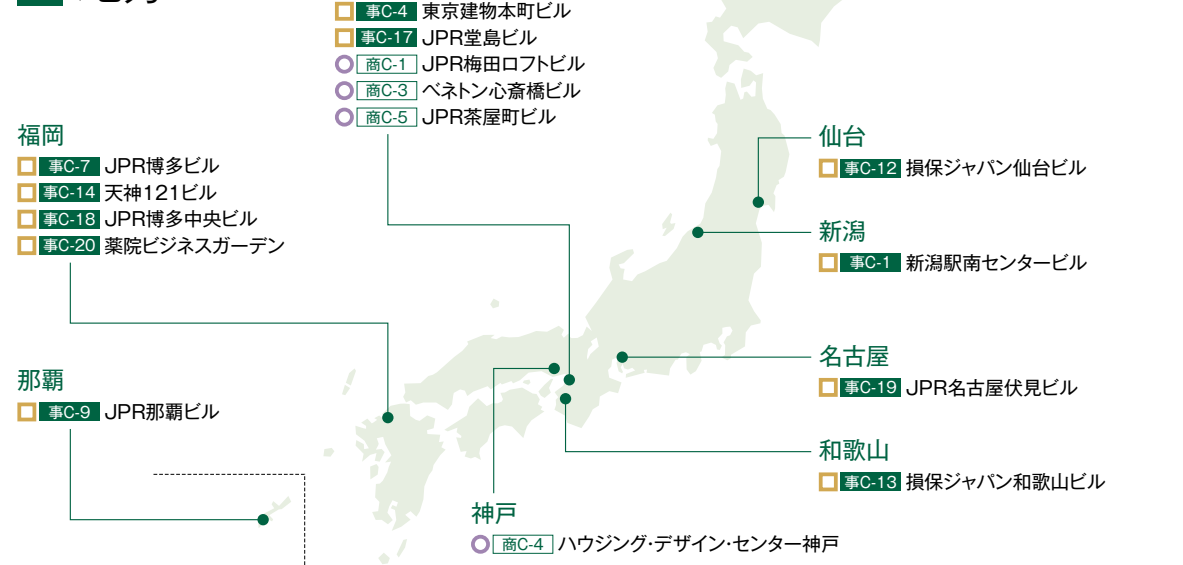 事C-4 東京建物本町ビル
事C-17 JPR堂島ビル
商C-1 JPR梅田ロフトビル
商C-3 ベネトン心斎橋ビル
商C-5 JPR茶屋町ビル
福岡
事C-7 JPR博多ビル
事C-14 天神121ビル
事C-18 JPR博多中央ビル
事C-20 薬院ビジネスガーデン
那覇
事C-9 JPR那覇ビル
仙台
事C-12 損保ジャパン仙台ビル
新潟
事C-1 新潟駅南センタービル
名古屋
事C-19 JPR名古屋伏見ビル
和歌山
事C-13 損保ジャパン和歌山ビル
神戸
商C-4 ハウジング・デザイン・センター神戸